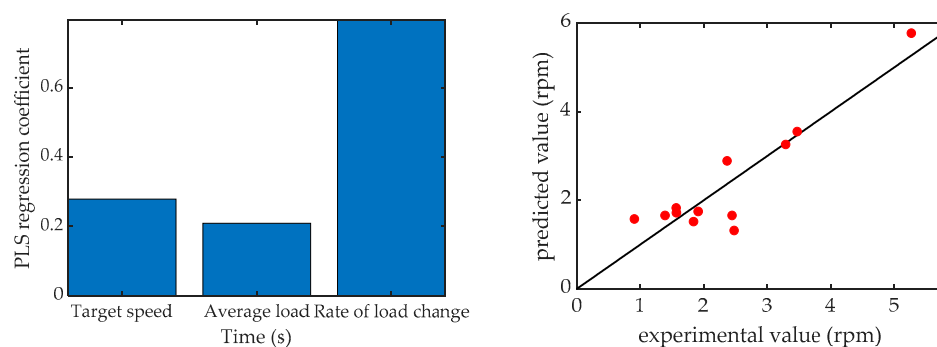 PLS regression coefficient
0.6
0.4
0.2
0
Target speed
Average load
Rate of load change
Time (s)
predicted value (rpm)
6
4
2
0
0
1
2
3
4
5
experimental value (rpm)